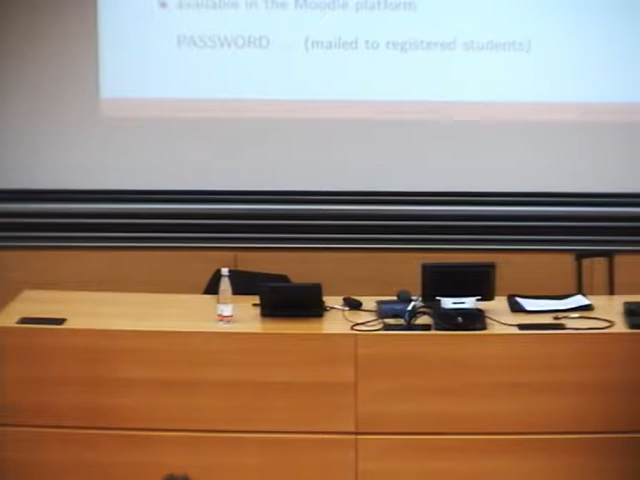 available in the Moodle platform
PASSWORD ... (mailed to registered students)